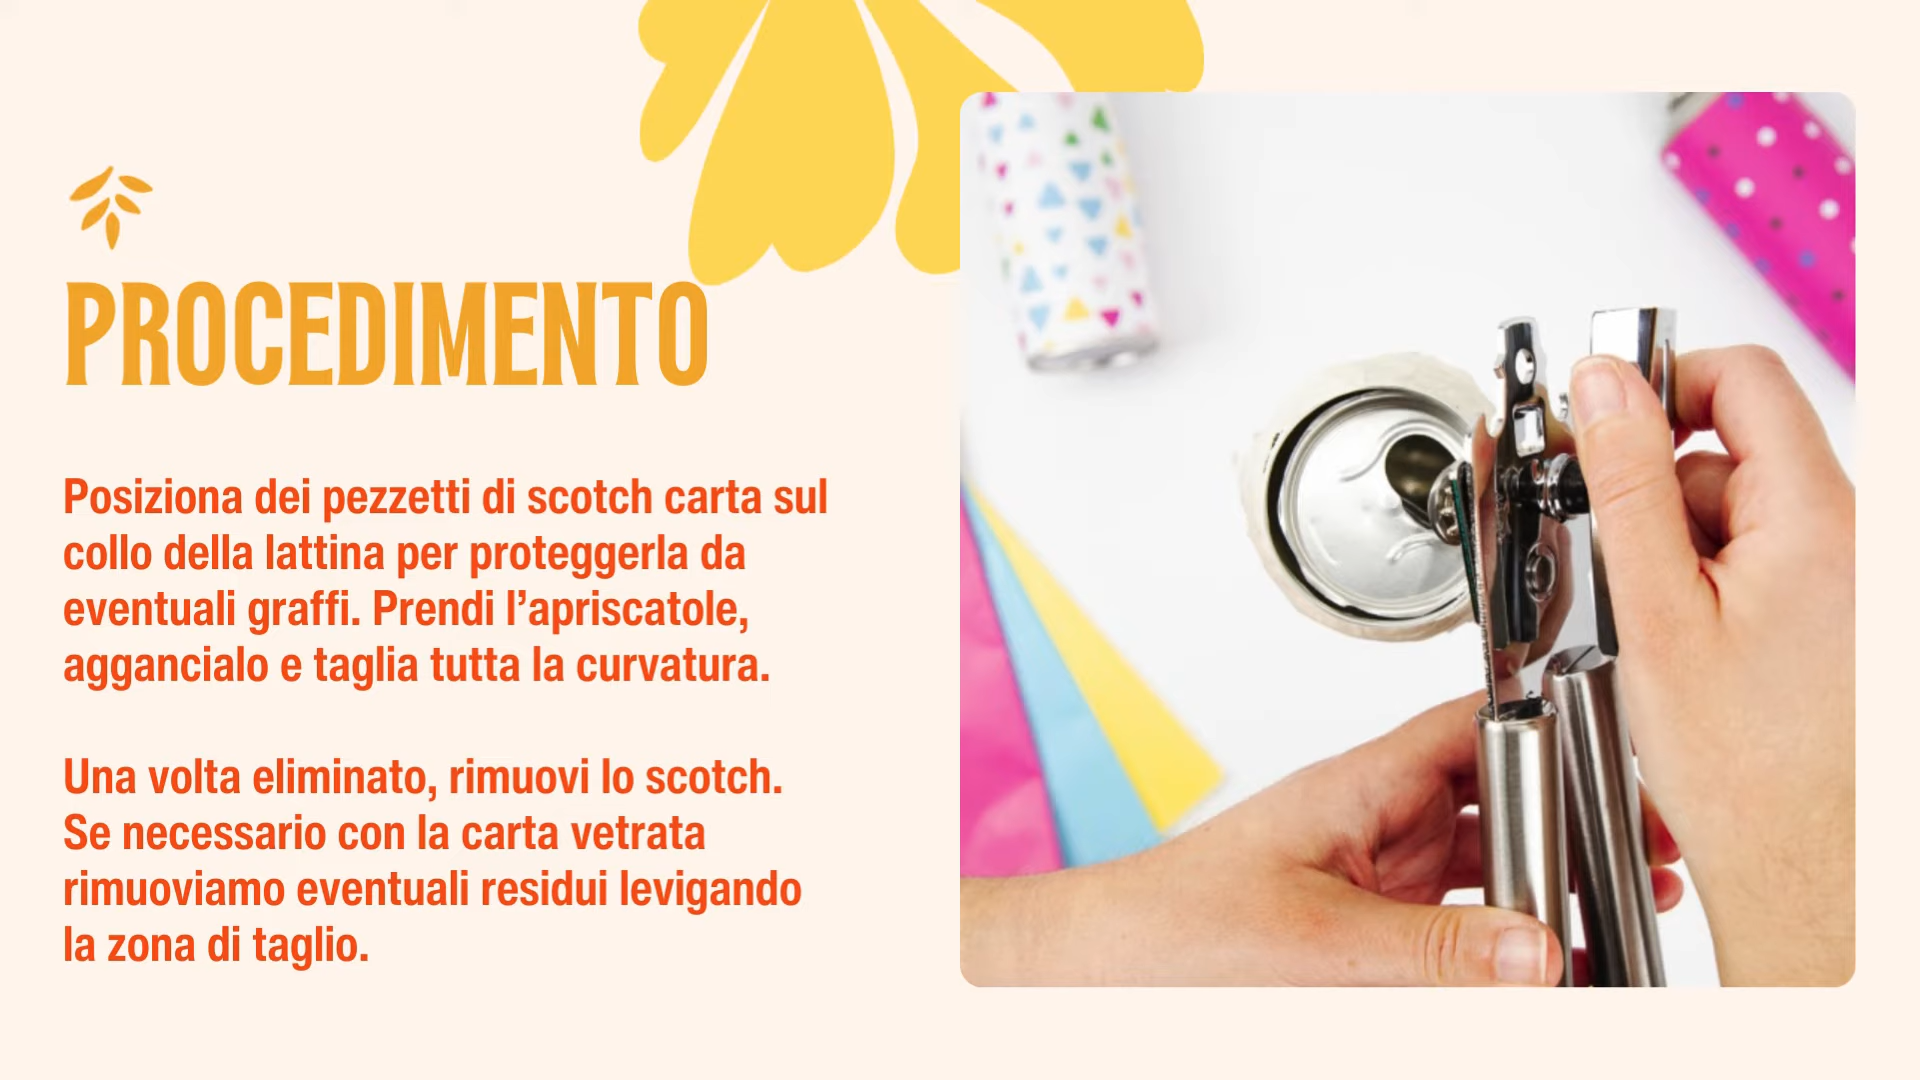 PROCEDIMENTO
Posiziona dei pezzetti di scotch carta sul
collo della lattina per proteggerla da
eventuali graffi. Prendi l’apriscatole,
aggancialo e taglia tutta la curvatura.
Una volta eliminato, rimuovi lo scotch.
Se necessario con la carta vetrata
rimuoviamo eventuali residui levigando
la zona di taglio.